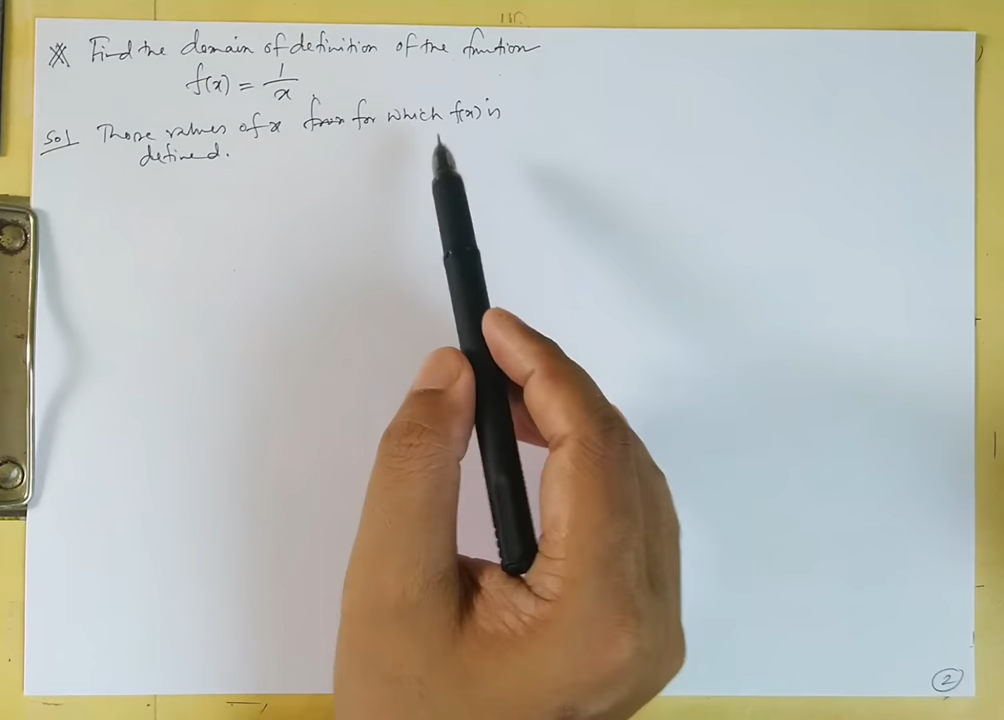 ※ Find the domain of definition of the function
f(x) = 1/x
Sol Those values of x for which f(x) is
defined.
2